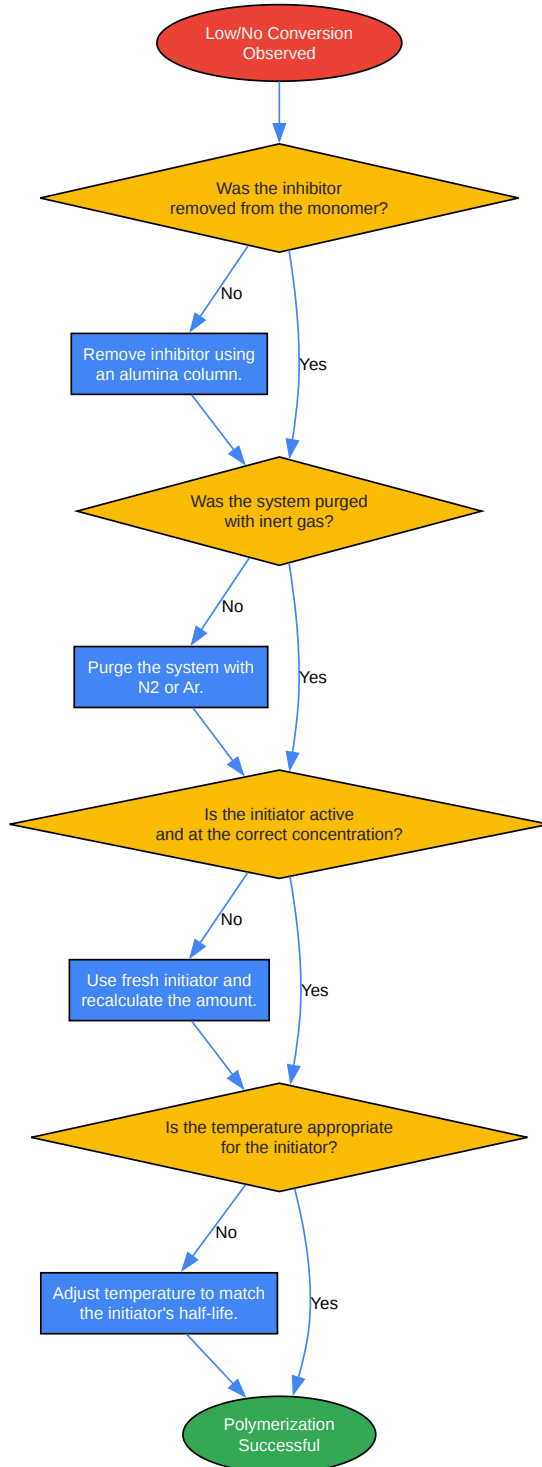 Low/No Conversion
Observed
Was the inhibitor
removed from the monomer?
No
Remove inhibitor using
an alumina column.
Yes
Was the system purged
with inert gas?
No
Purge the system with
N2 or Ar.
Yes
Is the initiator active
and at the correct concentration?
No
Use fresh initiator and
recalculate the amount.
Yes
Is the temperature appropriate
for the initiator?
No
Adjust temperature to match
the initiator's half-life.
Yes
Polymerization
Successful